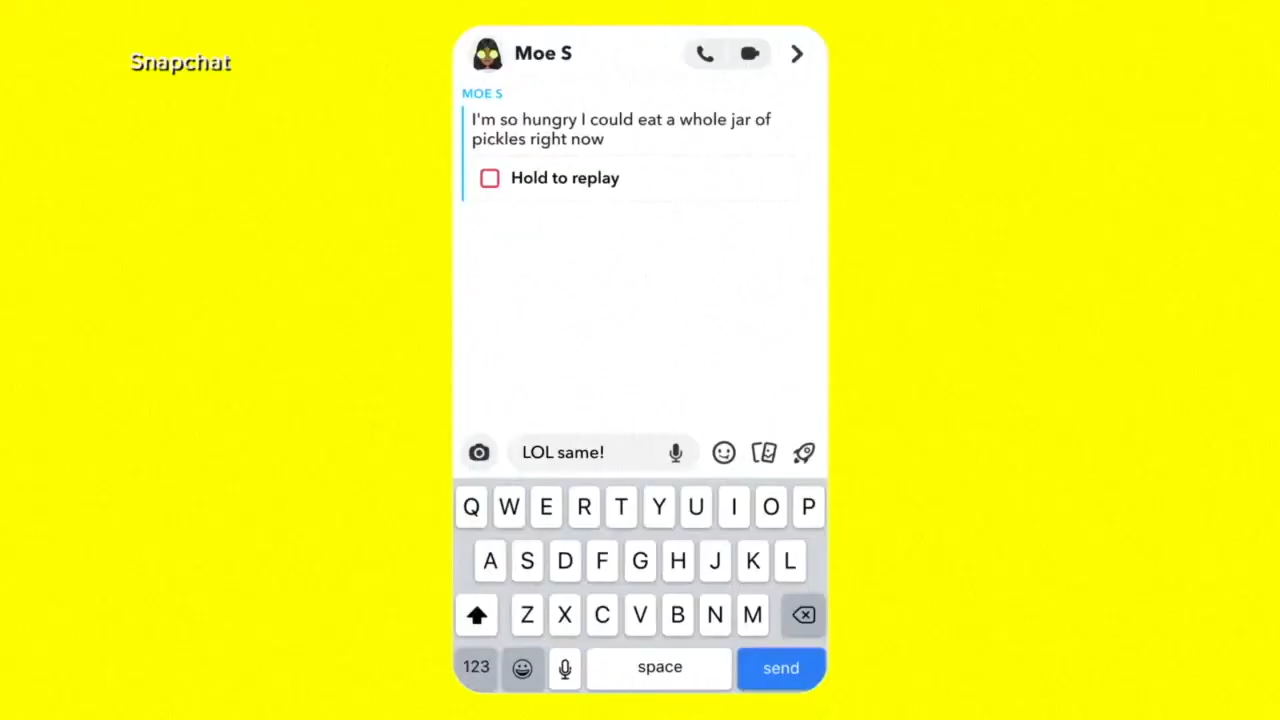 Snapchat
Moe S
MOE S
I'm so hungry I could eat a whole jar of
pickles right now
Hold to replay
LOL same!
Q W E R T Y U I O P
A S D F G H J K L
Z X C V B N M
123 space send